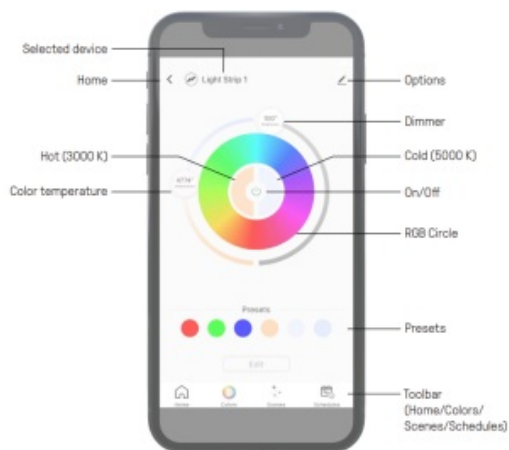 Selected device
Home
Light Strip 1
Options
Dimmer
Hot (3000 K)
Cold (5000 K)
Color temperature
On/Off
RGB Circle
Presets
Presets
Edit
Home Colors Scenes Schedules
Toolbar
(Home/Colors/
Scenes/Schedules)